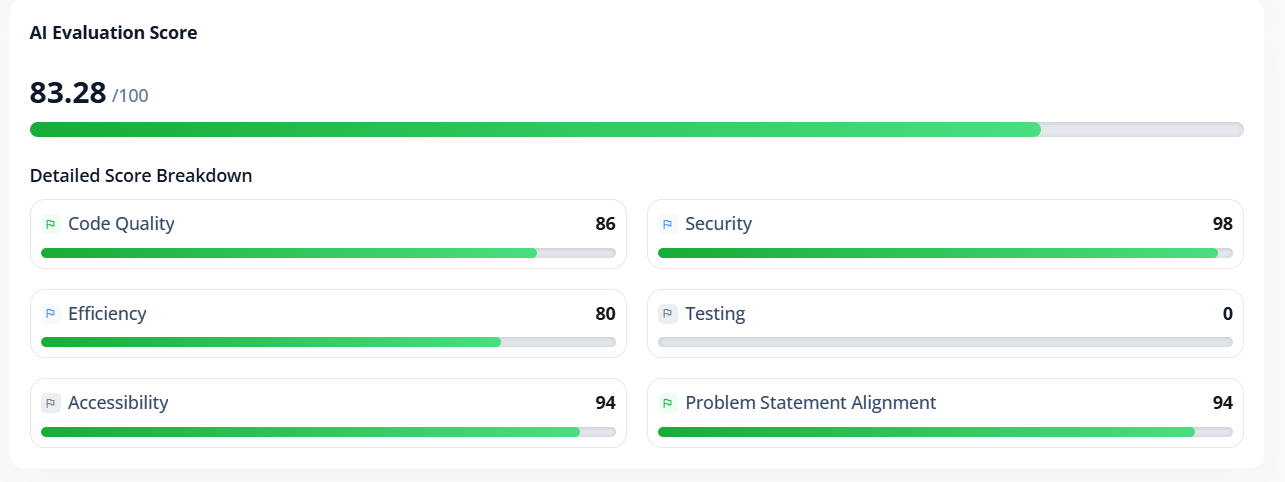 AI Evaluation Score
83.28 /100
Detailed Score Breakdown
Code Quality 86
Security 98
Efficiency 80
Testing 0
Accessibility 94
Problem Statement Alignment 94